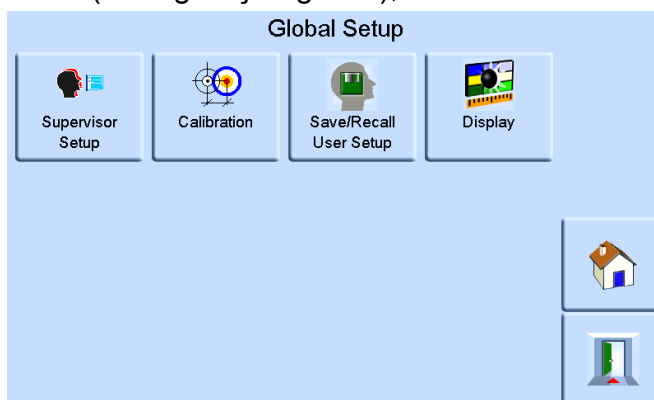 Global Setup
Supervisor
Setup
Calibration
Save/Recall
User Setup
Display